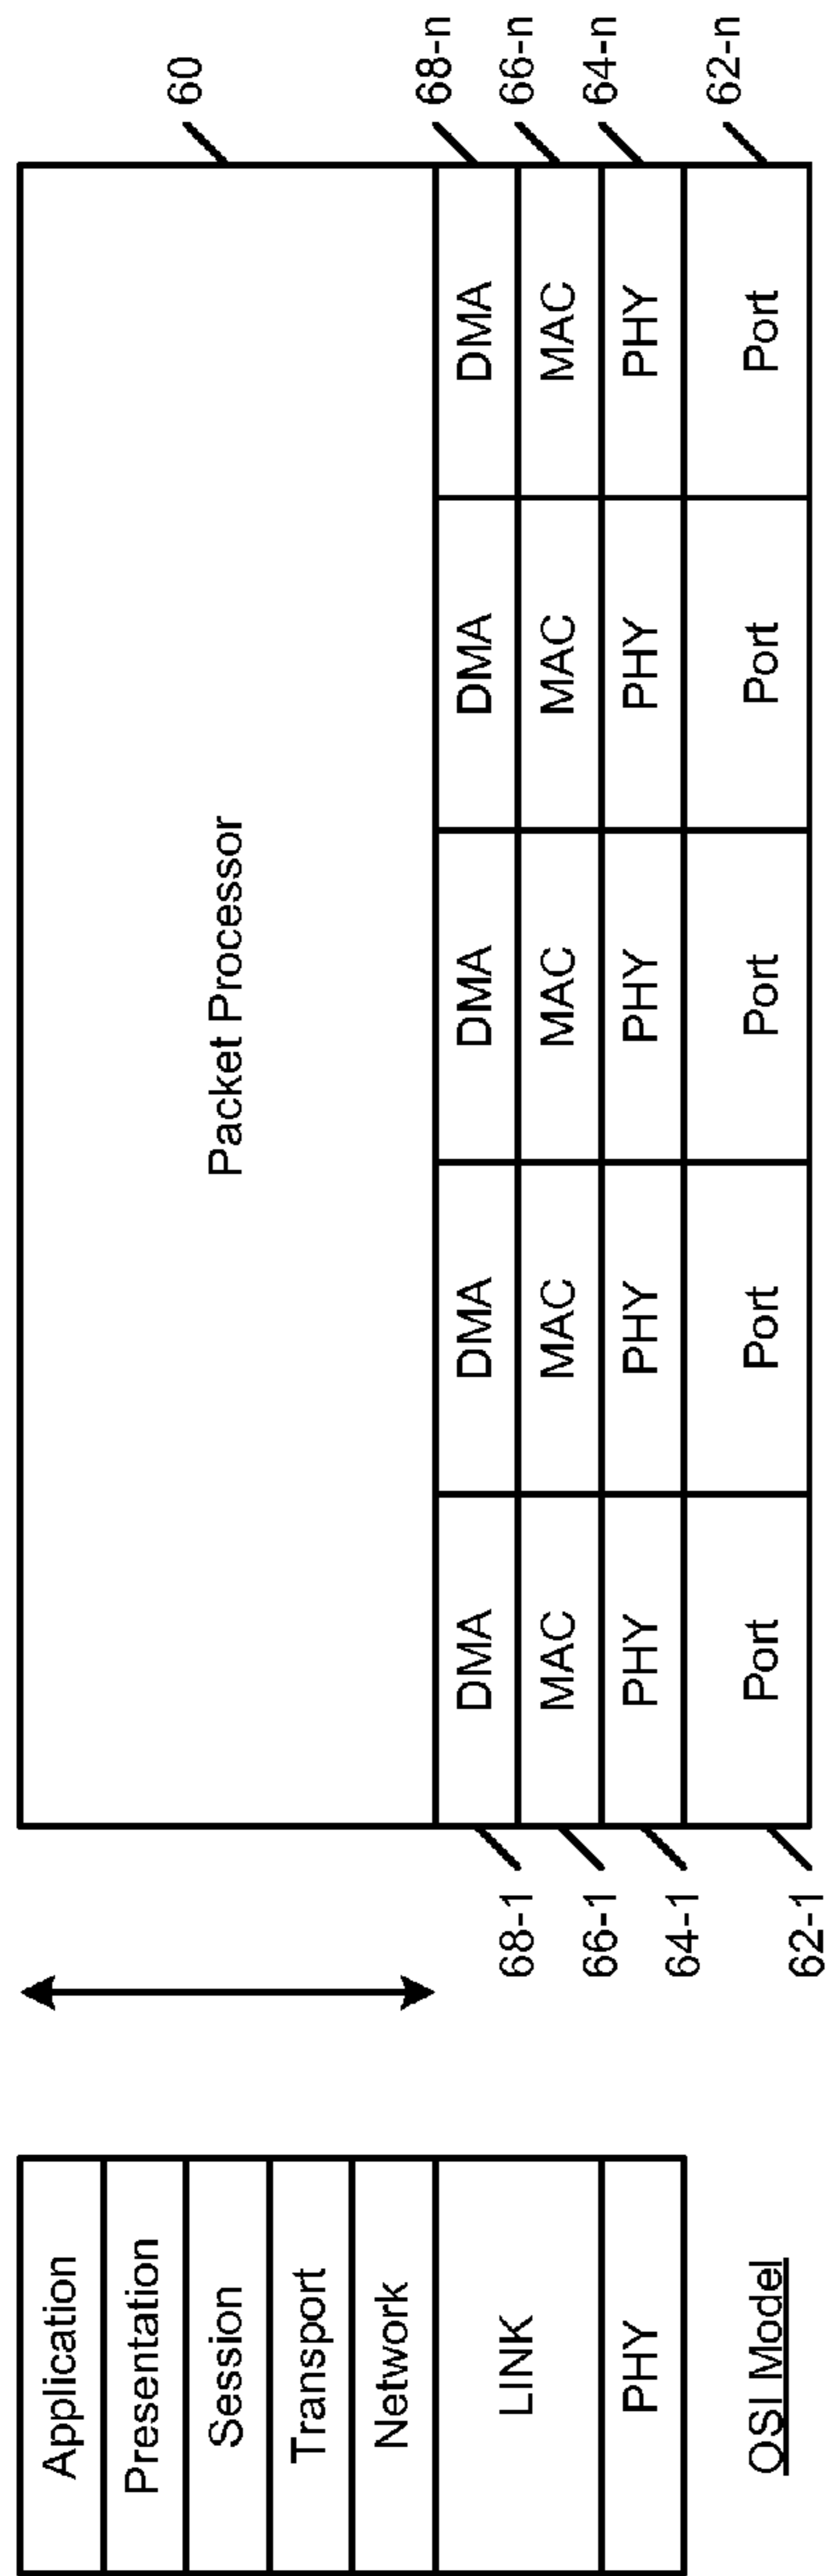 Application
Presentation
Session
Transport
Network
LINK
PHY
OSI Model
Packet Processor
60
DMA DMA DMA DMA DMA
68-1 68-n
MAC MAC MAC MAC MAC
66-1 66-n
PHY PHY PHY PHY PHY
64-1 64-n
Port Port Port Port Port
62-1 62-n